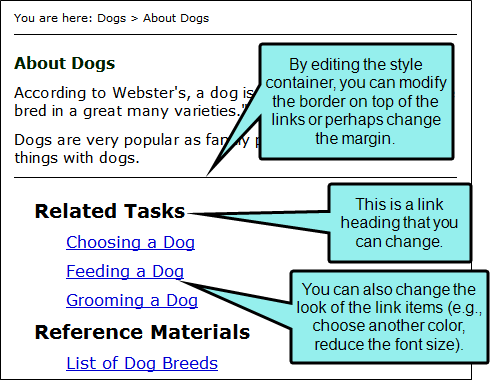 You are here: Dogs > About Dogs
About Dogs
According to Webster's, a dog is
bred in a great many varieties."
Dogs are very popular as family
things with dogs.
By editing the style
container, you can modify
the border on top of the
links or perhaps change
the margin.
Related Tasks
This is a link
heading that you
can change.
Choosing a Dog
Feeding a Dog
Grooming a Dog
You can also change the
look of the link items (e.g.,
choose another color,
reduce the font size).
Reference Materials
List of Dog Breeds